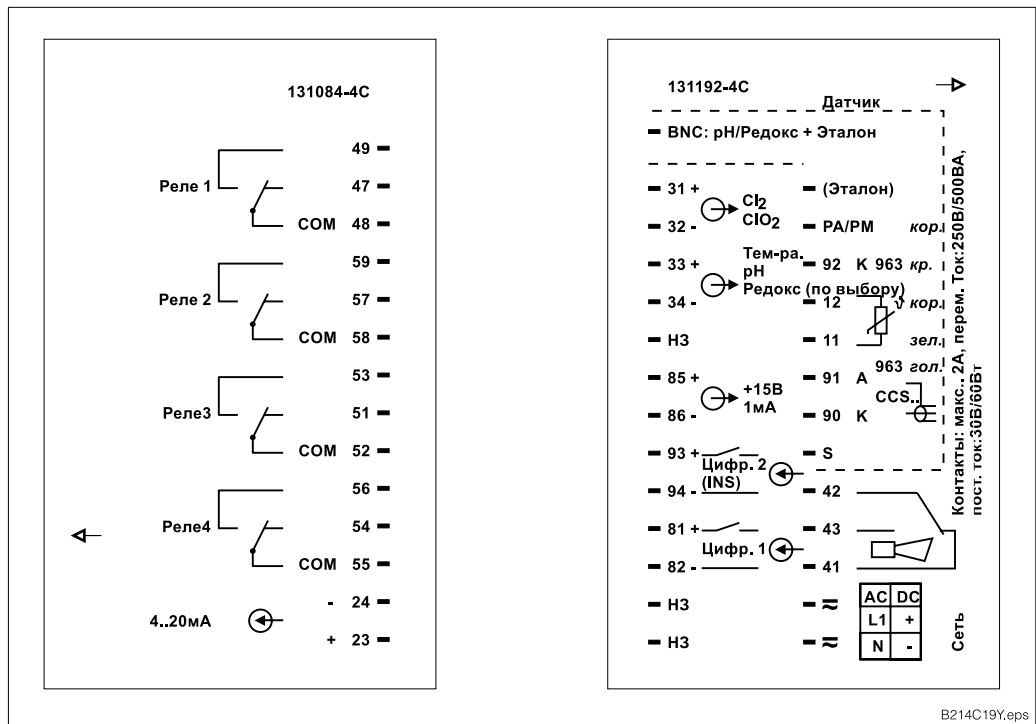 131084-4C
49
Реле 1
47
COM 48
59
Реле 2
57
COM 58
53
Реле3
51
COM 52
56
Реле4
54
COM 55
- 24
4..20мА
+ 23
131192-4C
Датчик
BNC: pH/Редокс + Эталон
31 +
Cl2
ClO2
(Эталон)
32 -
PA/PM кор.
33 +
Тем-ра.
pH
Редокс (по выбору)
92 K 963 кр.
34 -
12 ϑ кор.
НЗ
11 зел.
85 +
+15В
1мА
963 гол.
91 A
CCS..
86 -
90 K
93 +
Цифр. 2
(INS)
S
94 -
42
81 +
Цифр. 1
43
82 -
41
НЗ
≂
AC DC
L1 +
НЗ
≂
N -
Сеть
Контакты: макс.. 2А, перем. Ток:250В/500ВА,
пост. ток:30В/60Вт
B214C19Y.eps